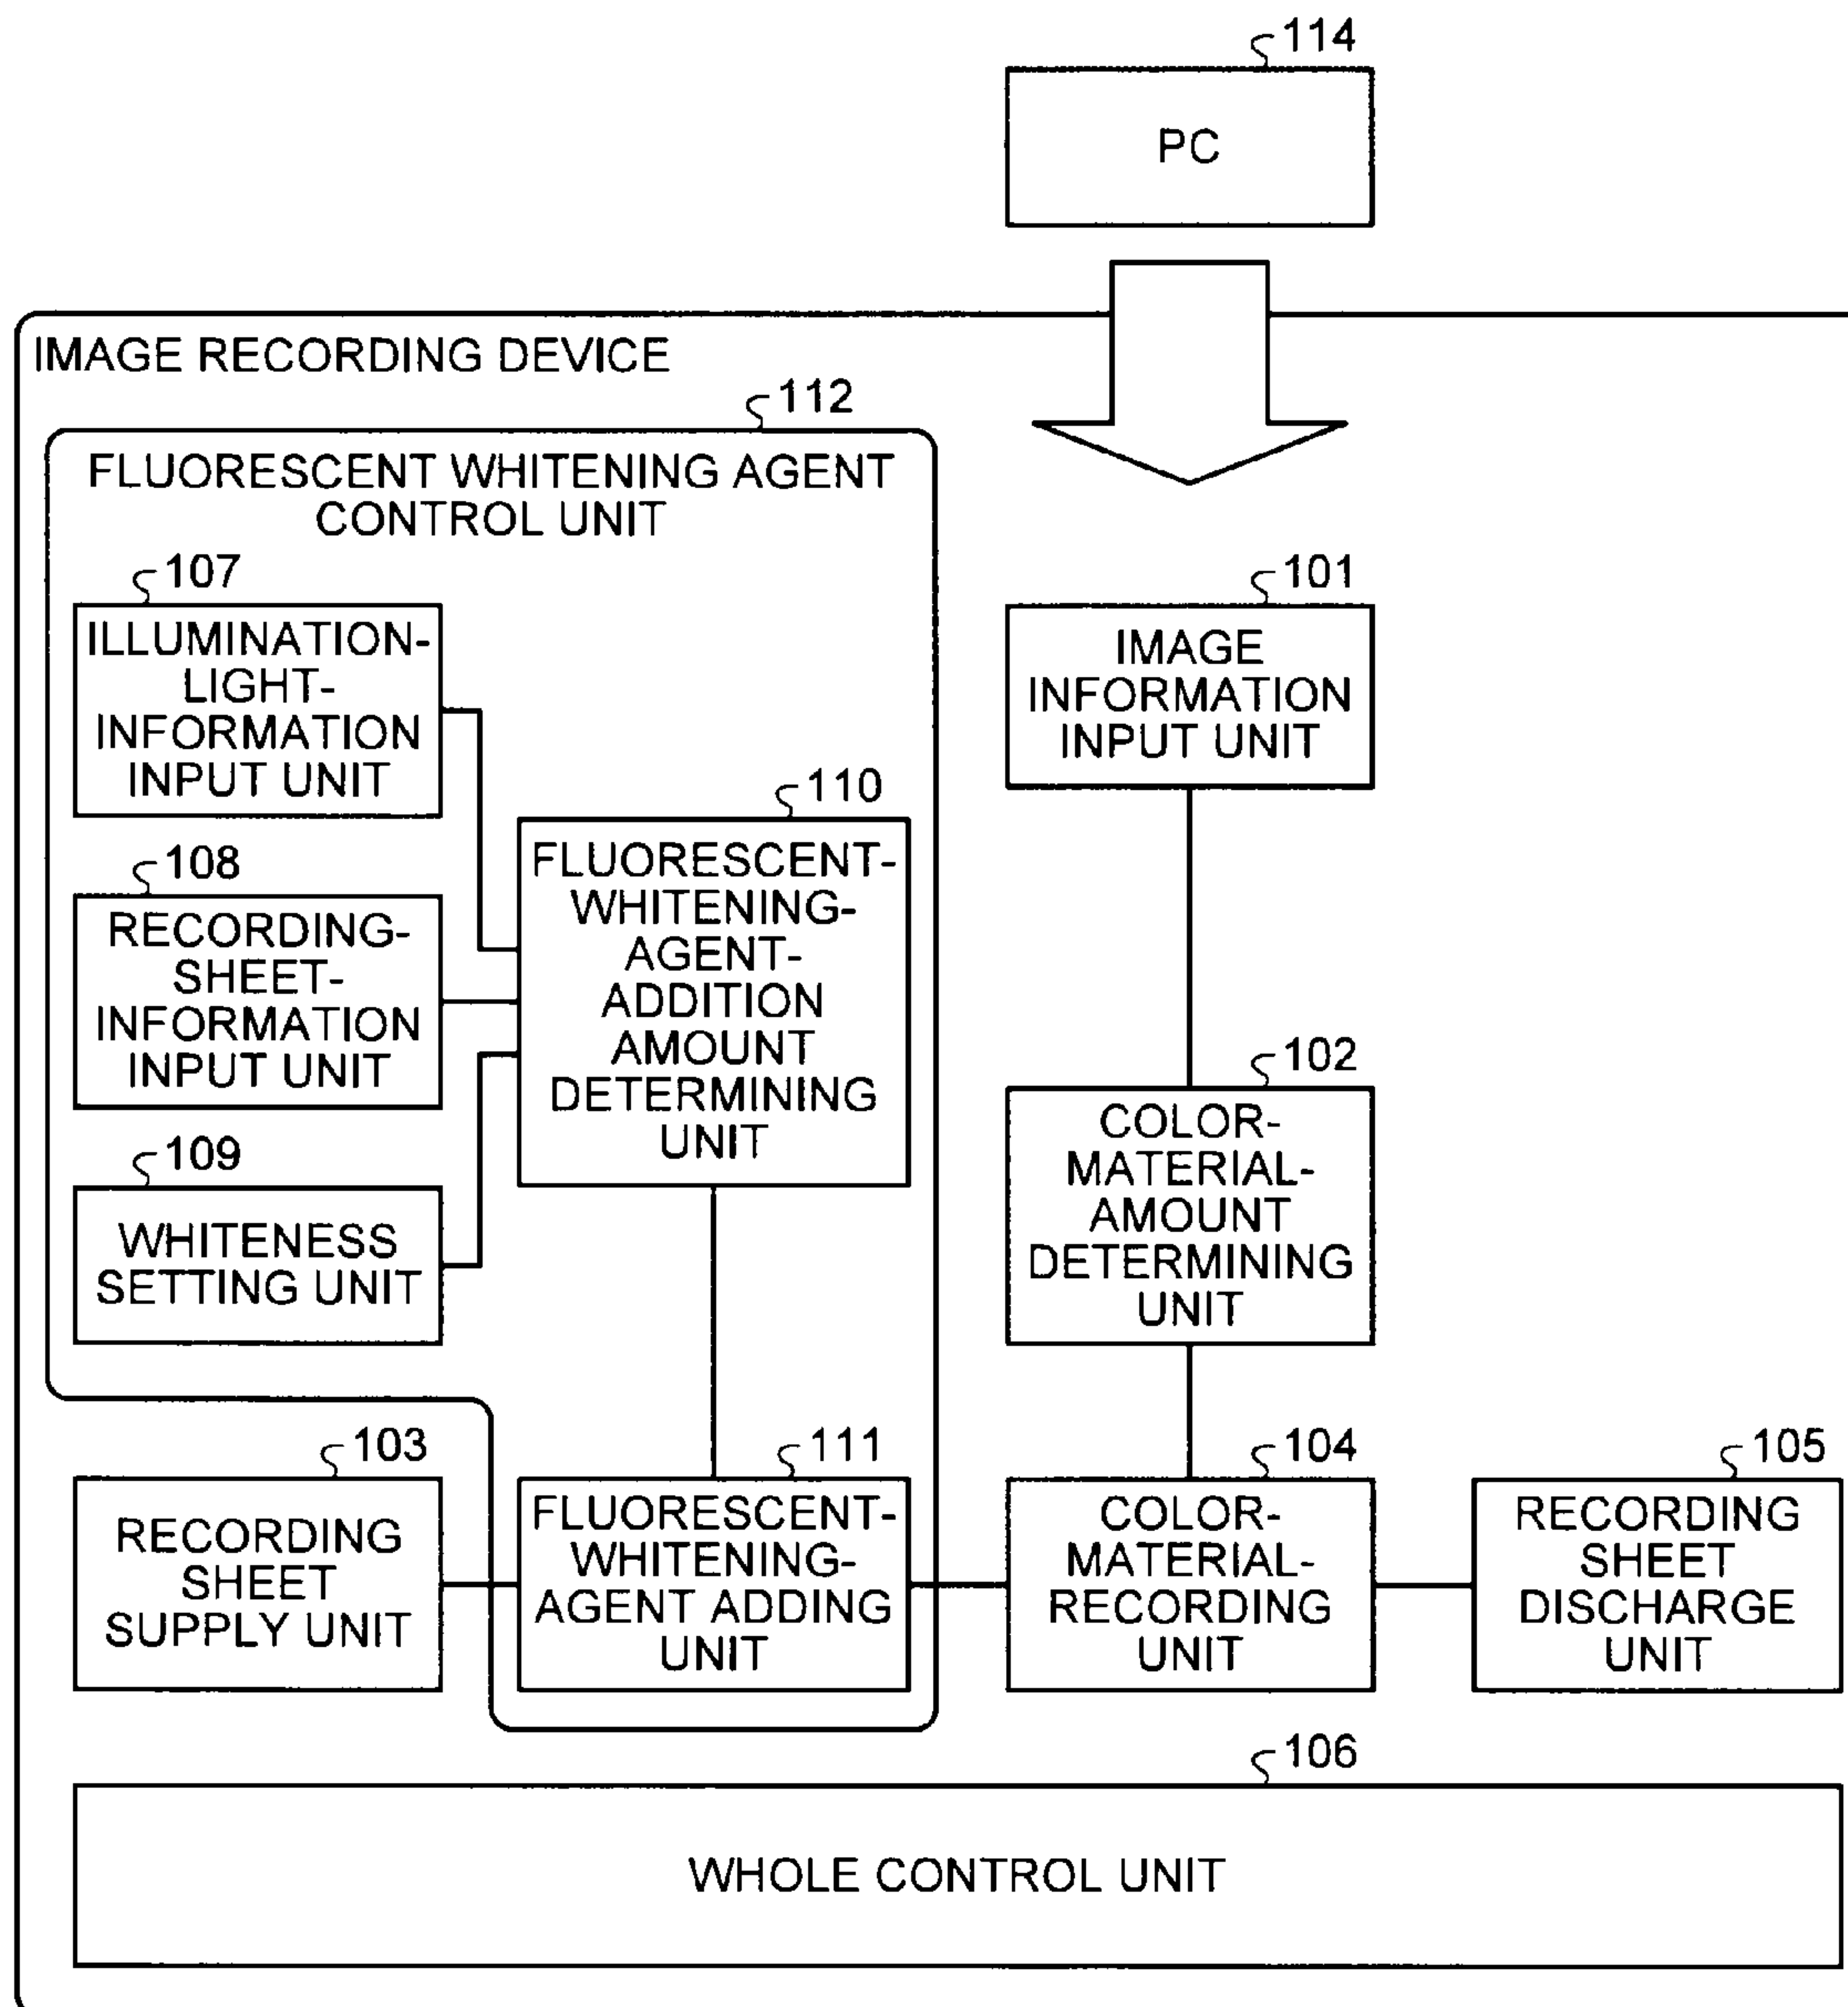 114
PC
IMAGE RECORDING DEVICE
112
FLUORESCENT WHITENING AGENT
CONTROL UNIT
107
ILLUMINATION-
LIGHT-
INFORMATION
INPUT UNIT
108
RECORDING-
SHEET-
INFORMATION
INPUT UNIT
109
WHITENESS
SETTING UNIT
110
FLUORESCENT-
WHITENING-
AGENT-
ADDITION
AMOUNT
DETERMINING
UNIT
101
IMAGE
INFORMATION
INPUT UNIT
102
COLOR-
MATERIAL-
AMOUNT
DETERMINING
UNIT
103
RECORDING
SHEET
SUPPLY UNIT
111
FLUORESCENT-
WHITENING-
AGENT ADDING
UNIT
104
COLOR-
MATERIAL-
RECORDING
UNIT
105
RECORDING
SHEET
DISCHARGE
UNIT
106
WHOLE CONTROL UNIT